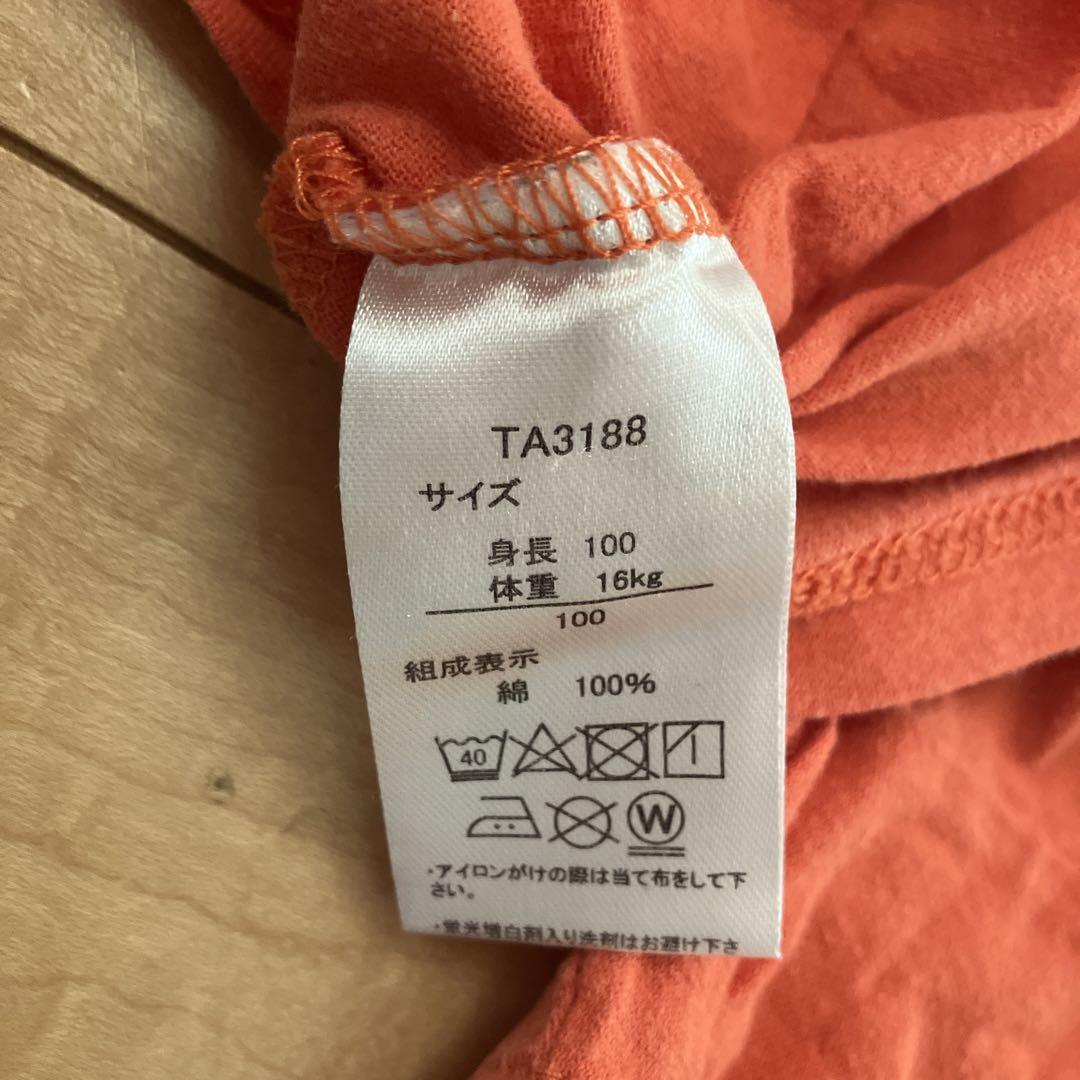 TA3188
サイズ
身長 100
体重 16kg
100
組成表示
綿 100%
40
W
・アイロンがけの際は当て布をして下
さい。
・蛍光増白剤入り洗剤はお避け下さ